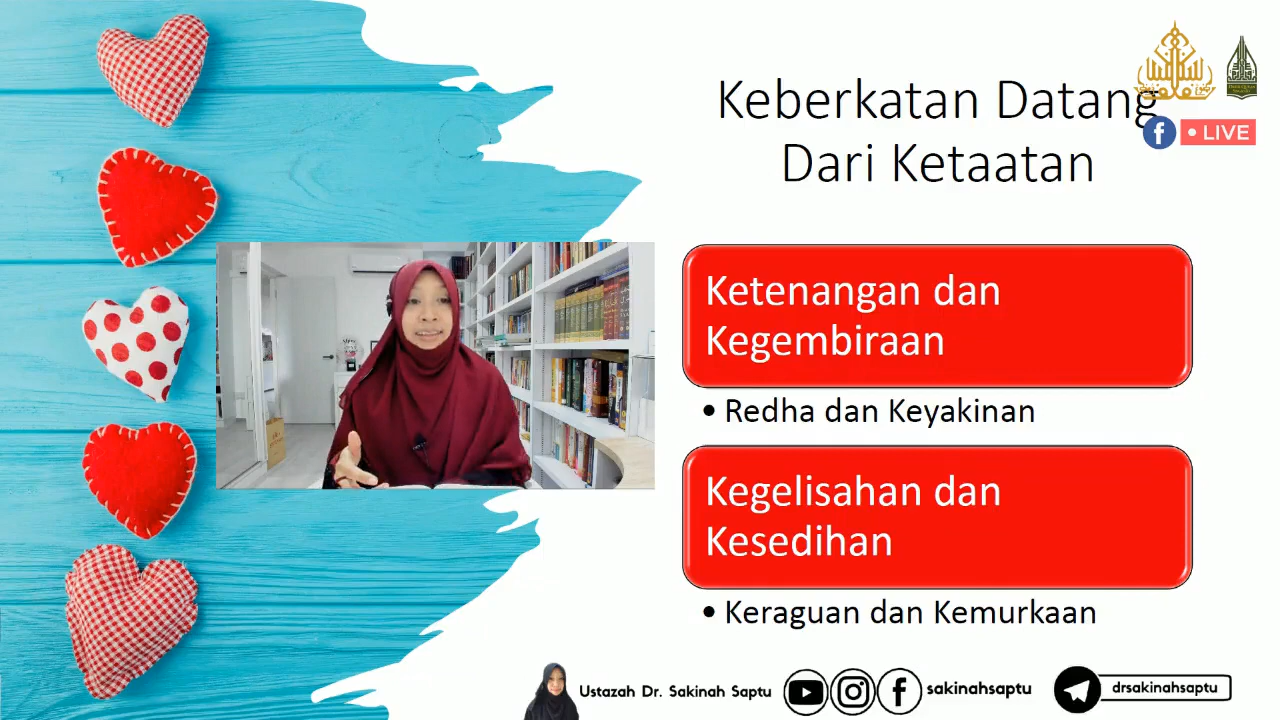 Keberkatan Datang
Dari Ketaatan
LIVE
Ketenangan dan
Kegembiraan
• Redha dan Keyakinan
Kegelisahan dan
Kesedihan
• Keraguan dan Kemurkaan
Ustazah Dr. Sakinah Saptu
sakinahsaptu
drsakinahsaptu